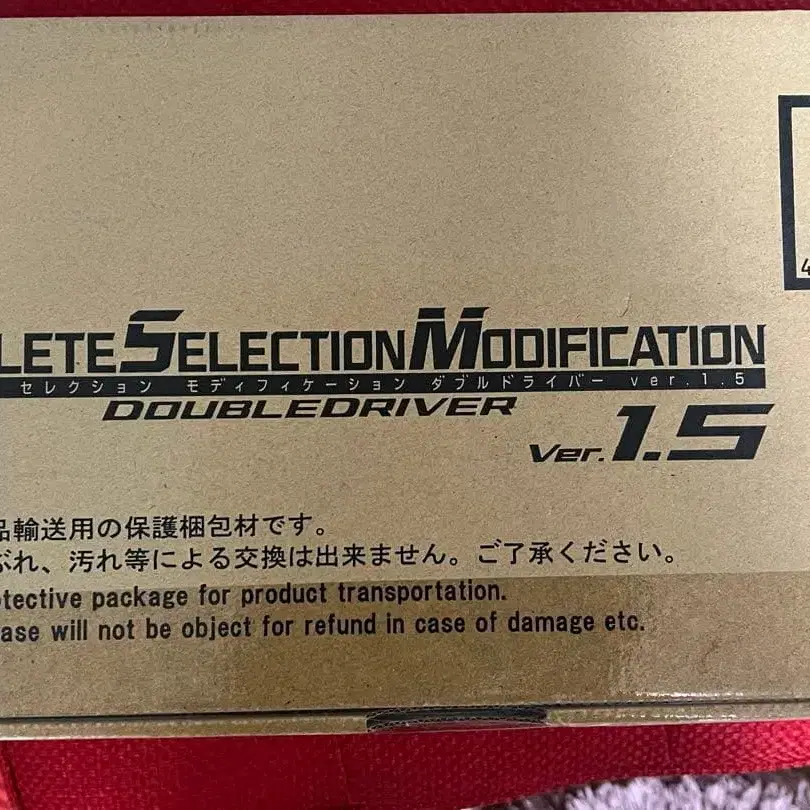 LETE SELECTION MODIFICATION
セレクション モディフィケーション ダブルドライバー ver.1.5
DOUBLEDRIVER
Ver. 1.5
品輸送用の保護梱包材です。
ぶれ、汚れ等による交換は出来ません。ご了承ください。
otective package for product transportation.
ase will not be object for refund in case of damage etc.
4